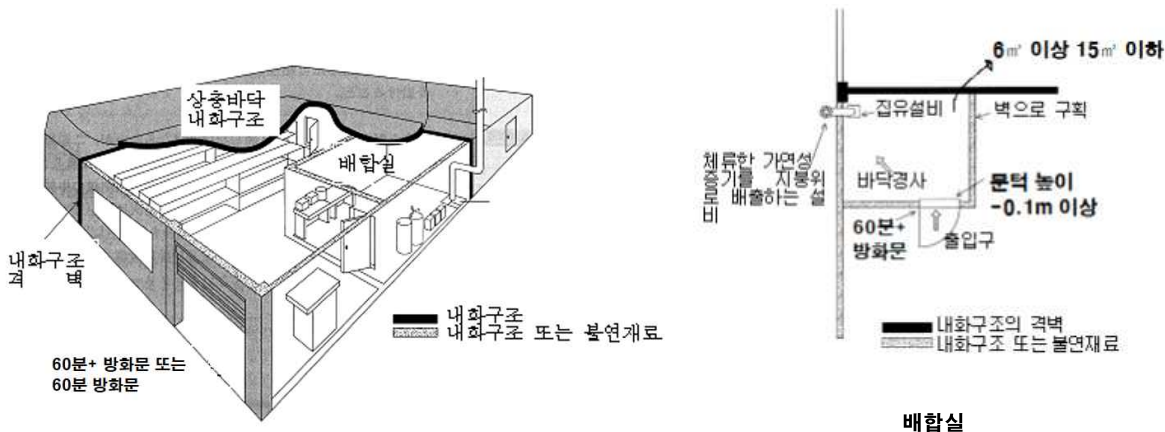 상층바닥
내화구조
배합실
내화구조
격 벽
내화구조
내화구조 또는 불연재료
60분+ 방화문 또는
60분 방화문
6㎡ 이상 15㎡ 이하
집유설비
벽으로 구획
체류한 가연성
증기를 지붕위
로 배출하는 설
비
바닥경사
문턱 높이
-0.1m 이상
60분+
방화문
출입구
내화구조의 격벽
내화구조 또는 불연재료
배합실